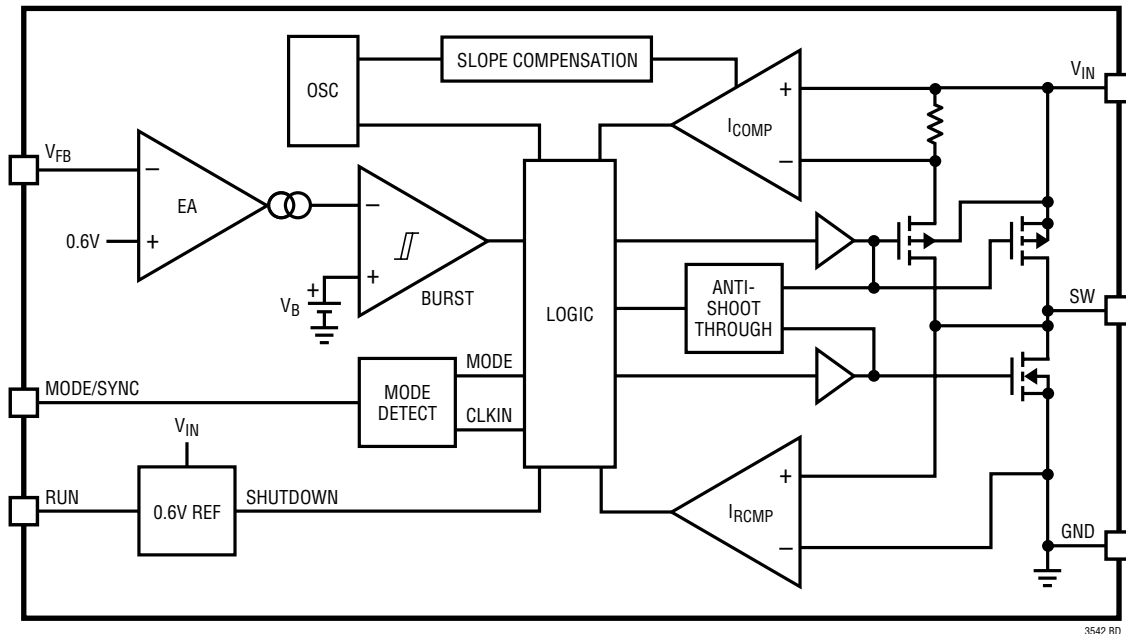 OSC
SLOPE COMPENSATION
+
−
I_COMP
V_IN
V_FB
−
EA
0.6V
+
−
+
BURST
+
V_B
LOGIC
ANTI-
SHOOT
THROUGH
SW
MODE/SYNC
MODE
DETECT
MODE
CLKIN
V_IN
RUN
0.6V REF
SHUTDOWN
+
−
I_RCMP
GND
3542 BD